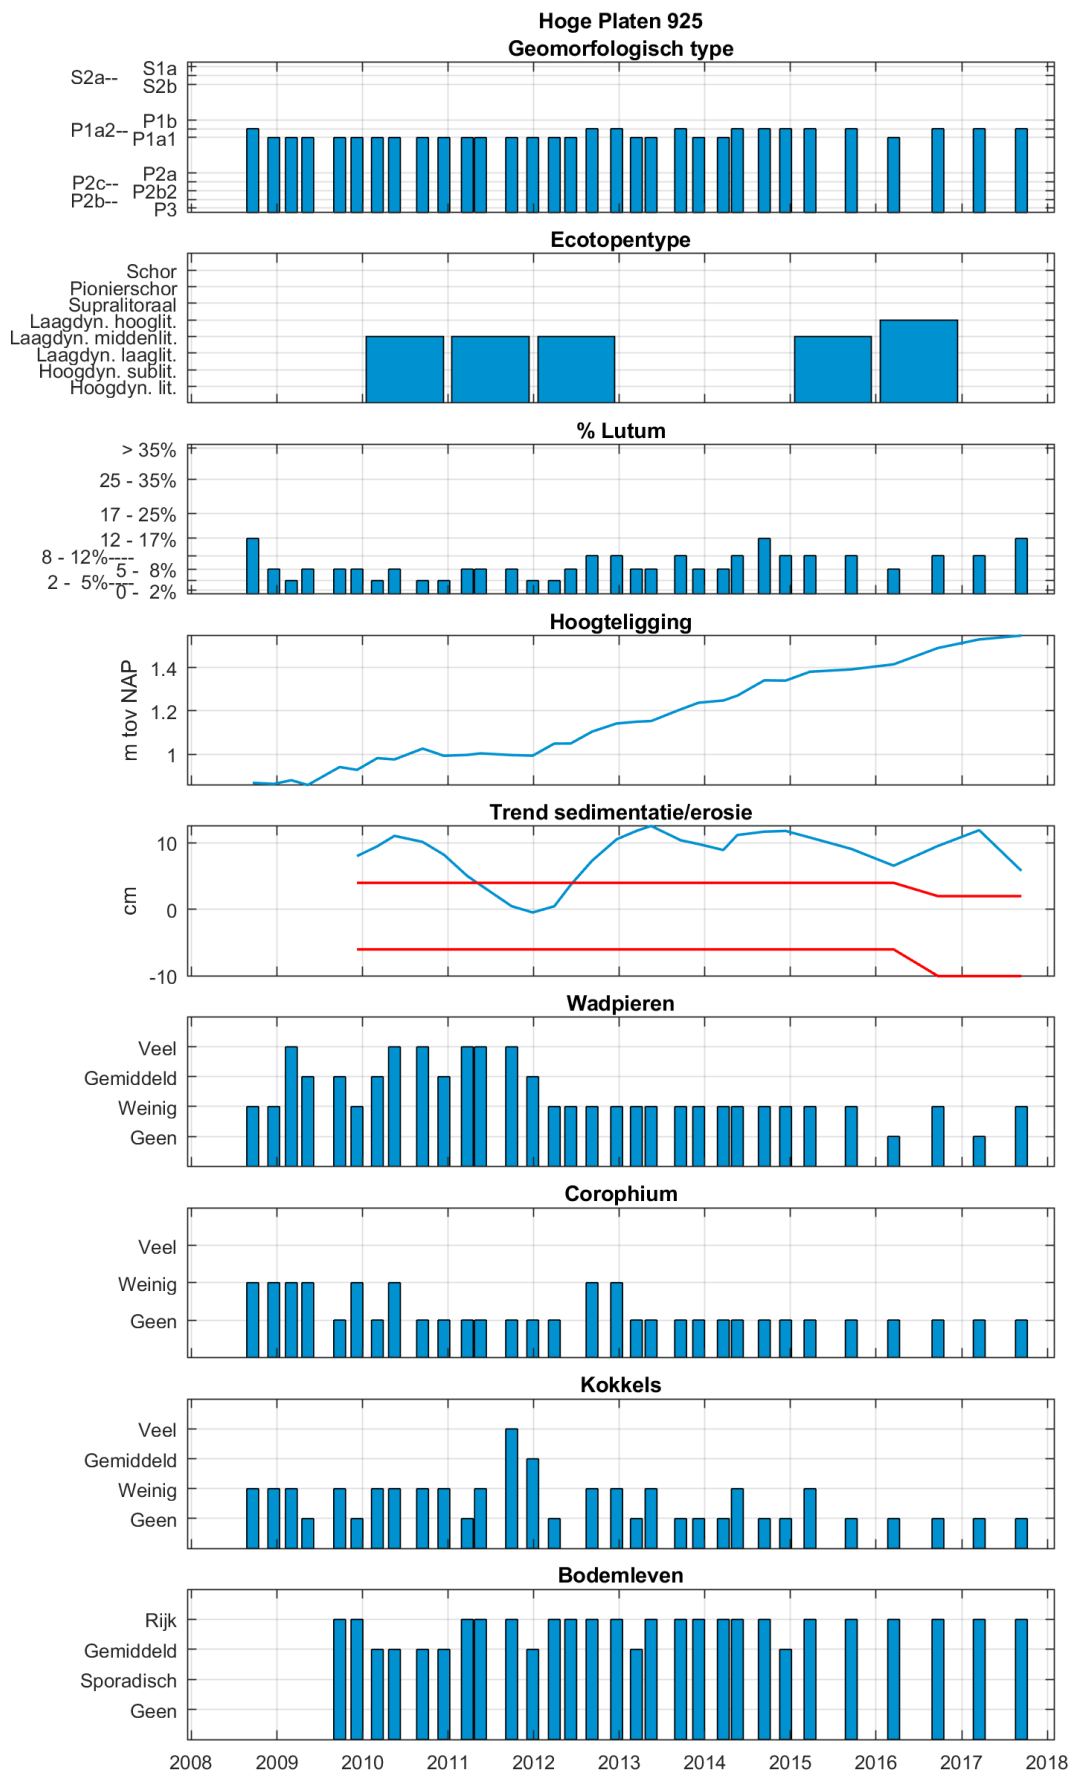 Hoge Platen 925
Geomorfologisch type
S1a
S2a--
S2b
P1b
P1a2--
P1a1
P2a
P2c--
P2b2
P2b--
P3
Ecotopentype
Schor
Pionierschor
Supralitoraal
Laagdyn. hooglit.
Laagdyn. middenlit.
Laagdyn. laaglit.
Hoogdyn. sublit.
Hoogdyn. lit.
% Lutum
> 35%
25 - 35%
17 - 25%
12 - 17%
8 - 12%----
5 - 8%
2 - 5%----
0 - 2%
Hoogteligging
m tov NAP
1.4
1.2
1
Trend sedimentatie/erosie
cm
10
0
-10
Wadpieren
Veel
Gemiddeld
Weinig
Geen
Corophium
Veel
Weinig
Geen
Kokkels
Veel
Gemiddeld
Weinig
Geen
Bodemleven
Rijk
Gemiddeld
Sporadisch
Geen
2008 2009 2010 2011 2012 2013 2014 2015 2016 2017 2018